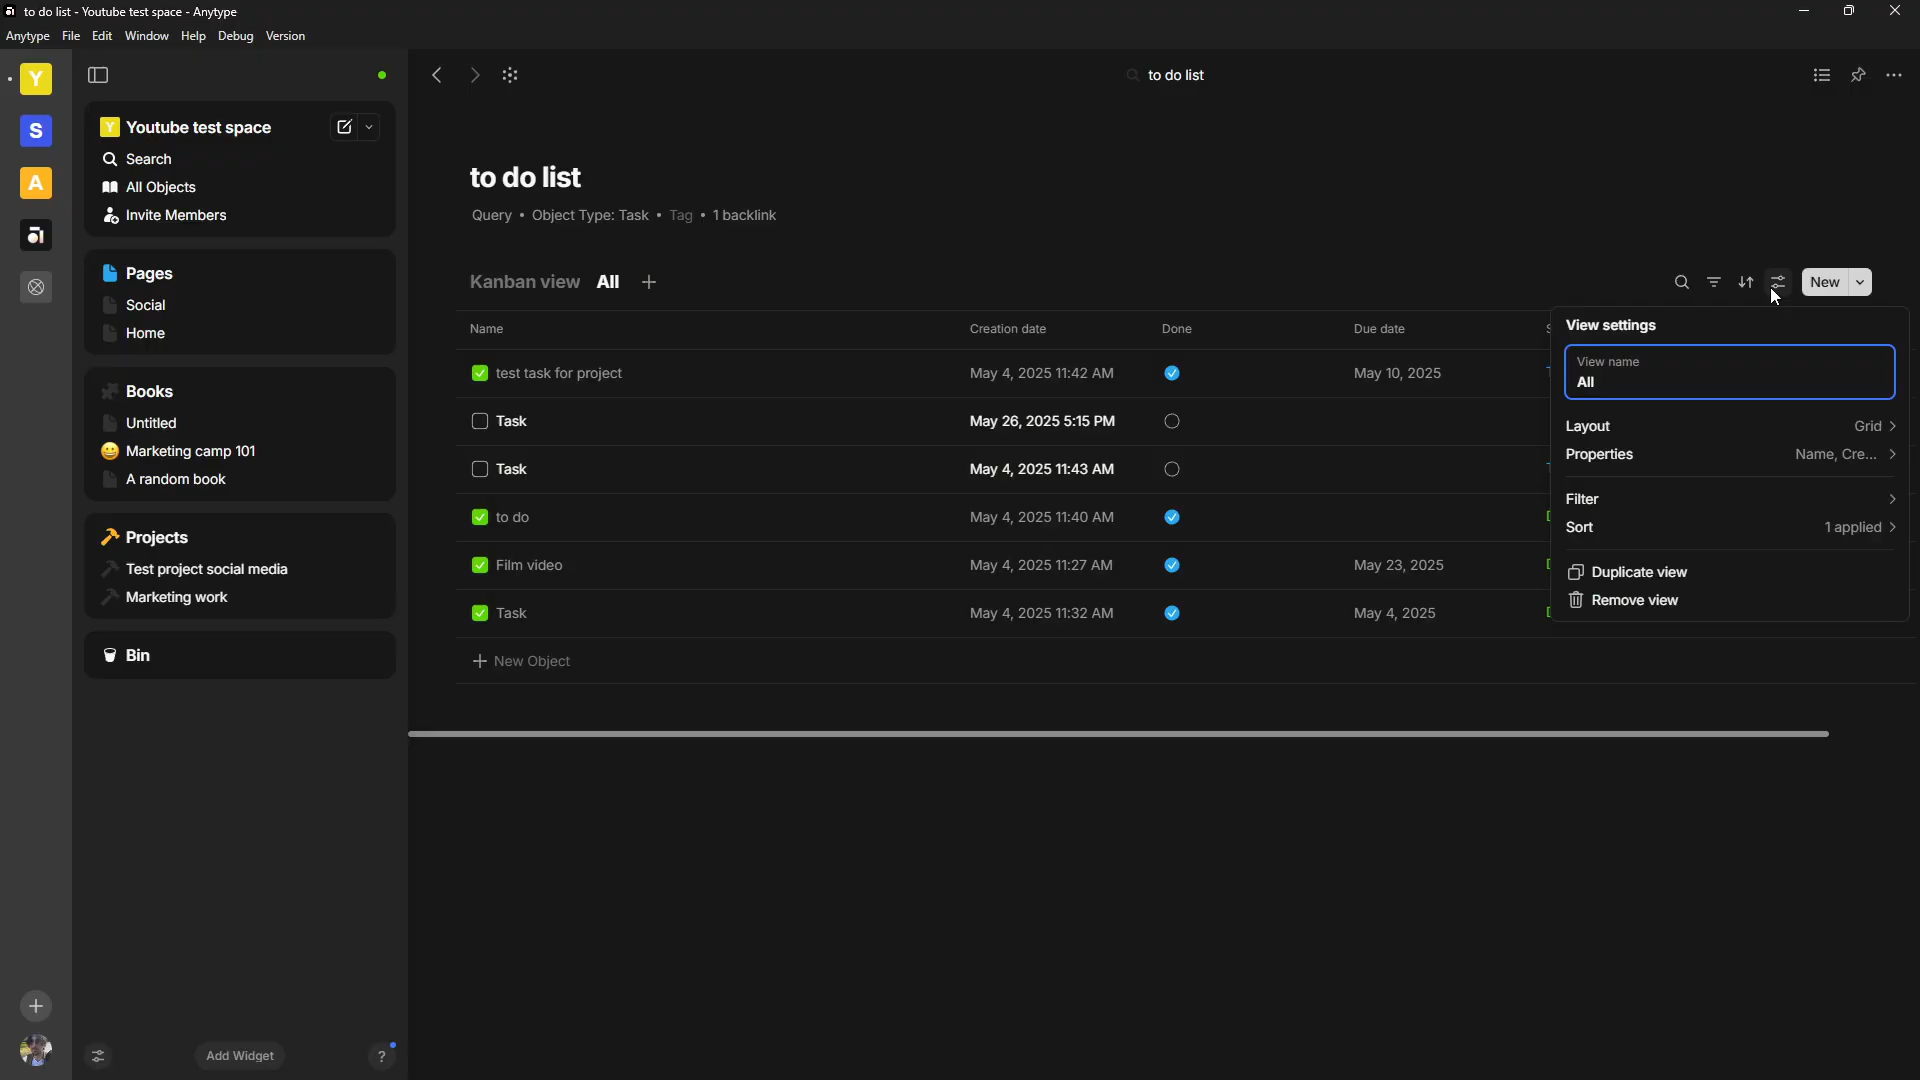 to do list - Youtube test space - Anytype
Anytype File Edit Window Help Debug Version
Y
S
A
Y Youtube test space
Search
All Objects
Invite Members
Pages
Social
Home
Books
Untitled
Marketing camp 101
A random book
Projects
Test project social media
Marketing work
Bin
Add Widget
?
to do list
to do list
Query • Object Type: Task • Tag • 1 backlink
Kanban view All +
New
Name Creation date Done Due date
test task for project May 4, 2025 11:42 AM May 10, 2025
Task May 26, 2025 5:15 PM
Task May 4, 2025 11:43 AM
to do May 4, 2025 11:40 AM
Film video May 4, 2025 11:27 AM May 23, 2025
Task May 4, 2025 11:32 AM May 4, 2025
+ New Object
View settings
View name
All
Layout Grid
Properties Name, Cre...
Filter
Sort 1 applied
Duplicate view
Remove view